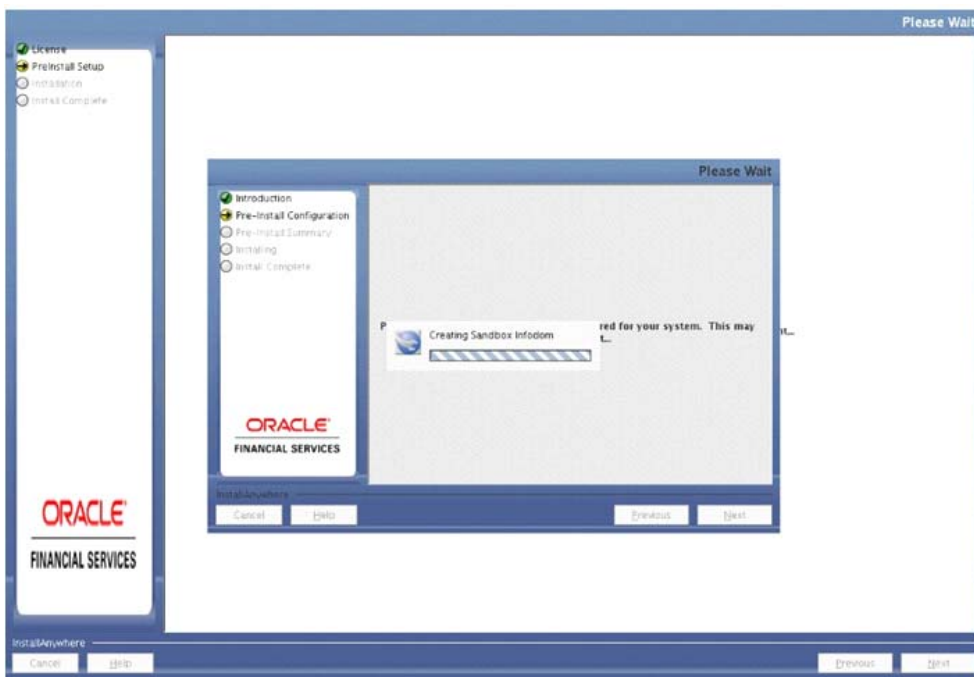 Please Wait
License
PreInstall Setup
Installation
Install Complete
Please Wait
Introduction
Pre-Install Configuration
Pre-Install Summary
Installing
Install Complete
P
red for your system. This may
t...
nt...
Creating Sandbox Infodom
ORACLE
FINANCIAL SERVICES
InstallAnywhere
Cancel
Help
Previous
Next
ORACLE
FINANCIAL SERVICES
InstallAnywhere
Cancel
Help
Previous
Next